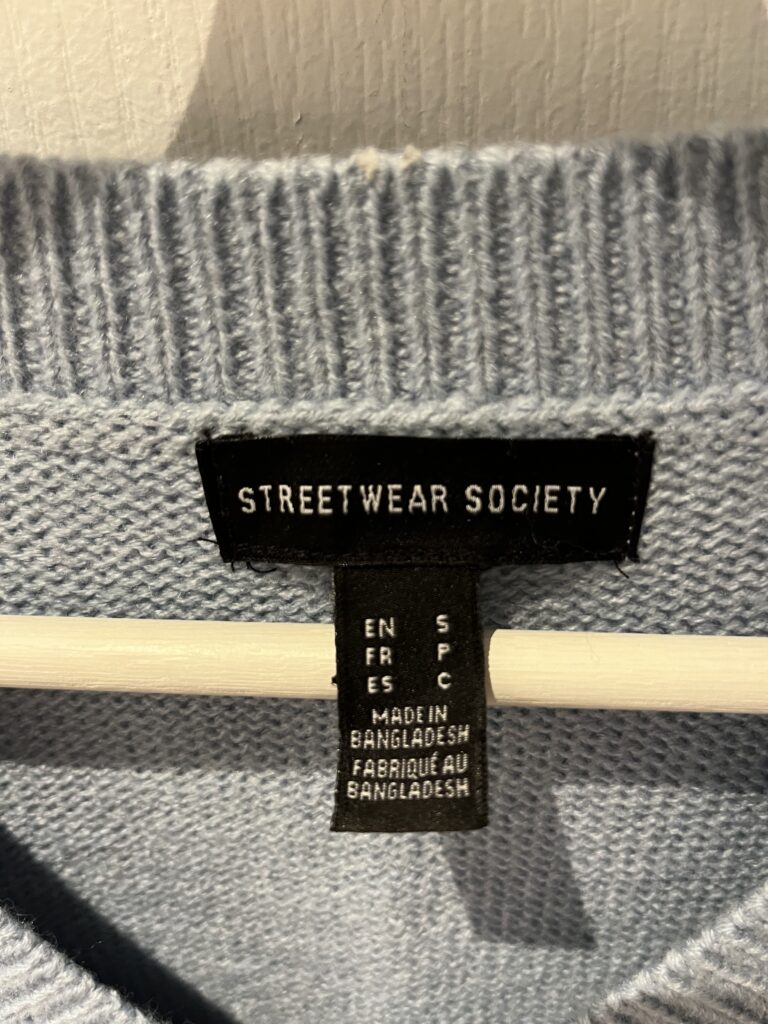 STREETWEAR SOCIETY
EN S
FR P
ES C
MADE IN
BANGLADESH
FABRIQUÉ AU
BANGLADESH